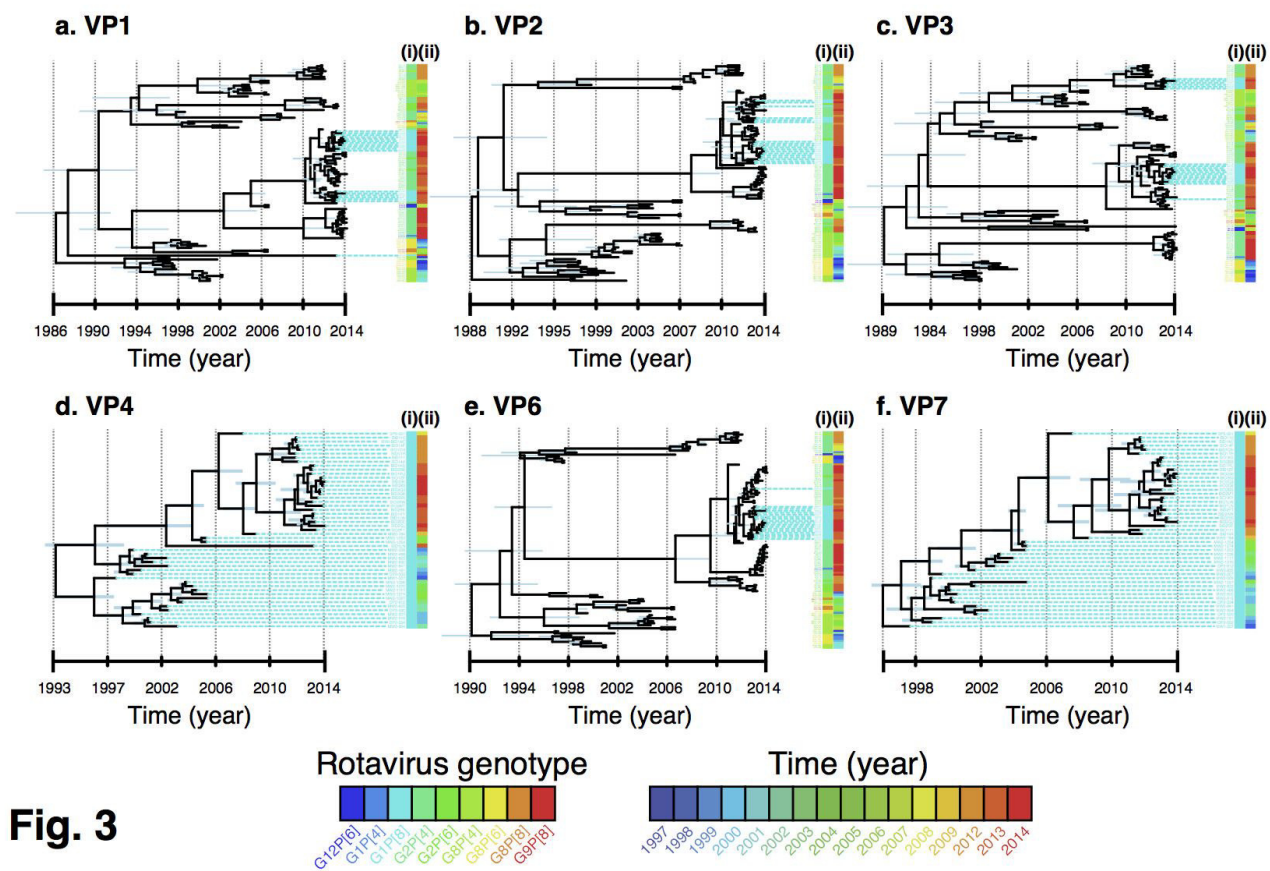 a. VP1
(i)(ii)
1986 1990 1994 1998 2002 2006 2010 2014
Time (year)
b. VP2
(i)(ii)
1988 1992 1995 1999 2003 2007 2010 2014
Time (year)
c. VP3
(i)(ii)
1989 1984 1998 2002 2006 2010 2014
Time (year)
d. VP4
(i)(ii)
1993 1997 2002 2006 2010 2014
Time (year)
e. VP6
(i)(ii)
1990 1994 1998 2002 2006 2010 2014
Time (year)
f. VP7
(i)(ii)
1998 2002 2006 2010 2014
Time (year)
Fig. 3
Rotavirus genotype
G12P[6] G1P[4] G1P[8] G2P[4] G2P[6] G8P[4] G8P[6] G8P[8] G9P[8]
Time (year)
1997 1998 1999 2000 2001 2002 2003 2004 2005 2006 2007 2008 2009 2012 2013 2014